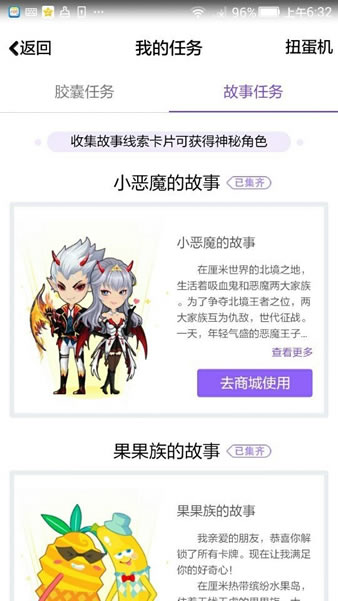 96% 上午6:32
返回
我的任务
扭蛋机
胶囊任务
故事任务
收集故事线索卡片可获得神秘角色
小恶魔的故事
已集齐
小恶魔的故事
在厘米世界的北境之地，
生活着吸血鬼和恶魔两大家族
。为了争夺北境王者之位，两
大家族互为仇敌，世代征战。
一天，年轻气盛的恶魔王子...
查看更多
去商城使用
果果族的故事
已集齐
果果族的故事
我亲爱的朋友，恭喜你解
锁了所有卡牌。现在让我满足
你的好奇心！
在厘米热带缤纷水果岛，